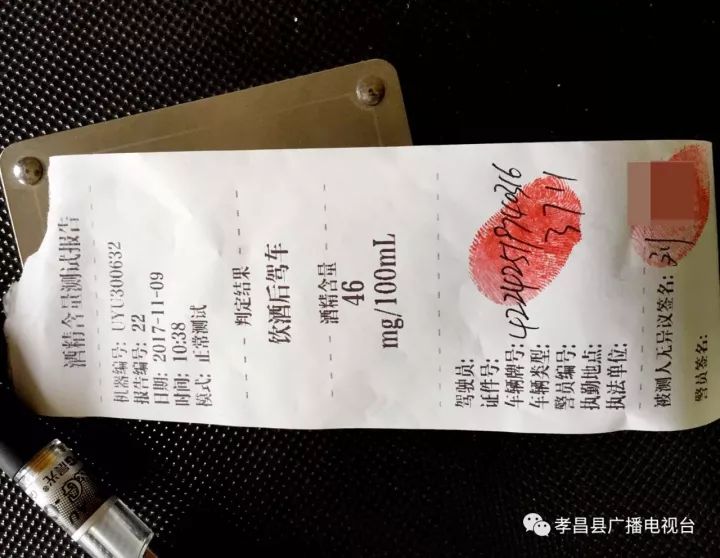 酒精含量测试报告
机器编号: UYU300632
报告编号: 22
日期: 2017-11-09
时间: 10:38
模式: 正常测试
判定结果
饮酒后驾车
酒精含量
46
mg/100mL
驾驶员:
证件号:
车辆牌号:
车辆类型:
警员编号:
执勤地点:
执法单位:
被测人无异议签名: 刘
警员签名:
孝昌县广播电视台